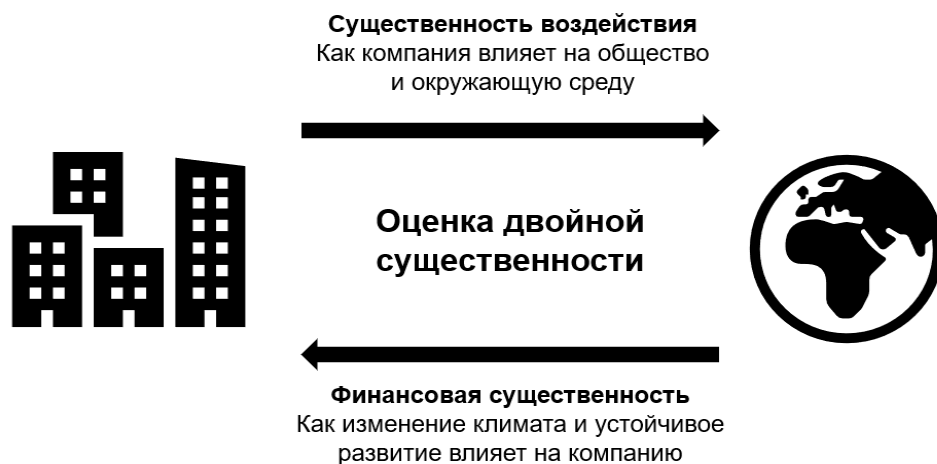 Существенность воздействия
Как компания влияет на общество
и окружающую среду
Оценка двойной
существенности
Финансовая существенность
Как изменение климата и устойчивое
развитие влияет на компанию